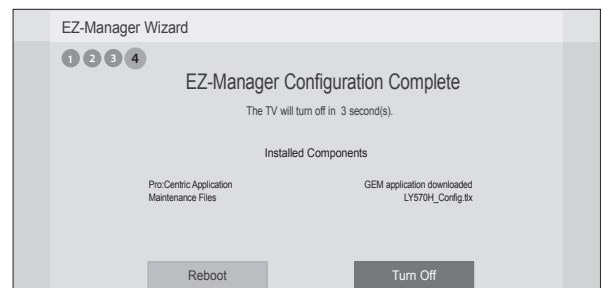 EZ-Manager Wizard
1 2 3 4
EZ-Manager Configuration Complete
The TV will turn off in 3 second(s).
Installed Components
Pro:Centric Application GEM application downloaded
Maintenance Files LY570H_Config.tlx
Reboot Turn Off